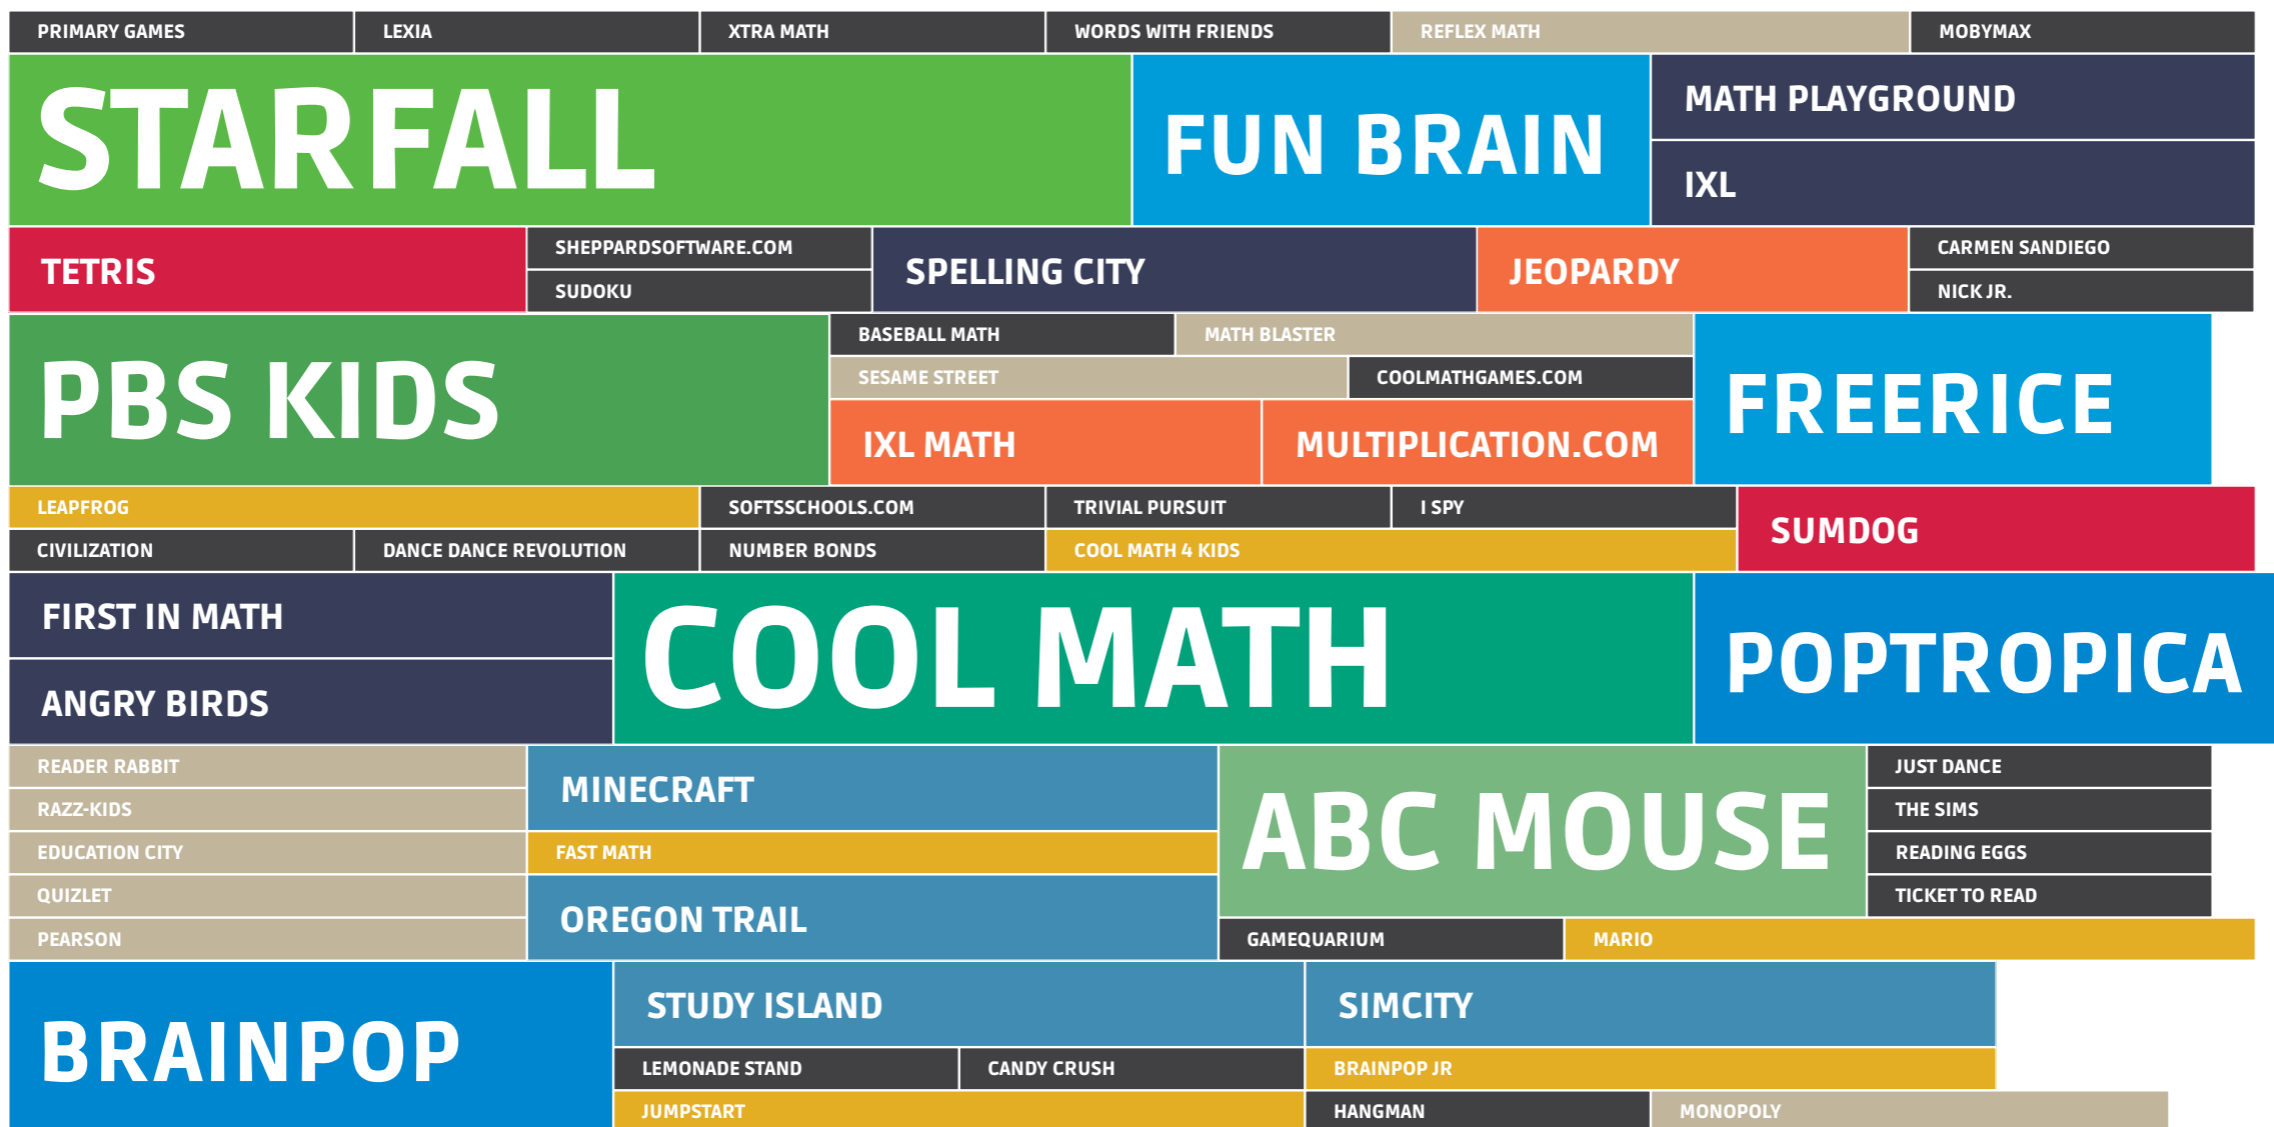 PRIMARY GAMES
LEXIA
XTRA MATH
WORDS WITH FRIENDS
REFLEX MATH
MOBYMAX
STARFALL
FUN BRAIN
MATH PLAYGROUND
IXL
TETRIS
SHEPPARDSOFTWARE.COM
SUDOKU
SPELLING CITY
JEOPARDY
CARMEN SANDIEGO
NICK JR.
PBS KIDS
BASEBALL MATH
MATH BLASTER
SESAME STREET
COOLMATHGAMES.COM
IXL MATH
MULTIPLICATION.COM
FREERICE
LEAPFROG
SOFTSSCHOOLS.COM
TRIVIAL PURSUIT
I SPY
SUMDOG
CIVILIZATION
DANCE DANCE REVOLUTION
NUMBER BONDS
COOL MATH 4 KIDS
FIRST IN MATH
ANGRY BIRDS
COOL MATH
POPTROPICA
READER RABBIT
RAZZ-KIDS
EDUCATION CITY
QUIZLET
PEARSON
MINECRAFT
FAST MATH
OREGON TRAIL
ABC MOUSE
JUST DANCE
THE SIMS
READING EGGS
TICKET TO READ
GAMEQUARIUM
MARIO
BRAINPOP
STUDY ISLAND
SIMCITY
LEMONADE STAND
CANDY CRUSH
BRAINPOP JR
JUMPSTART
HANGMAN
MONOPOLY